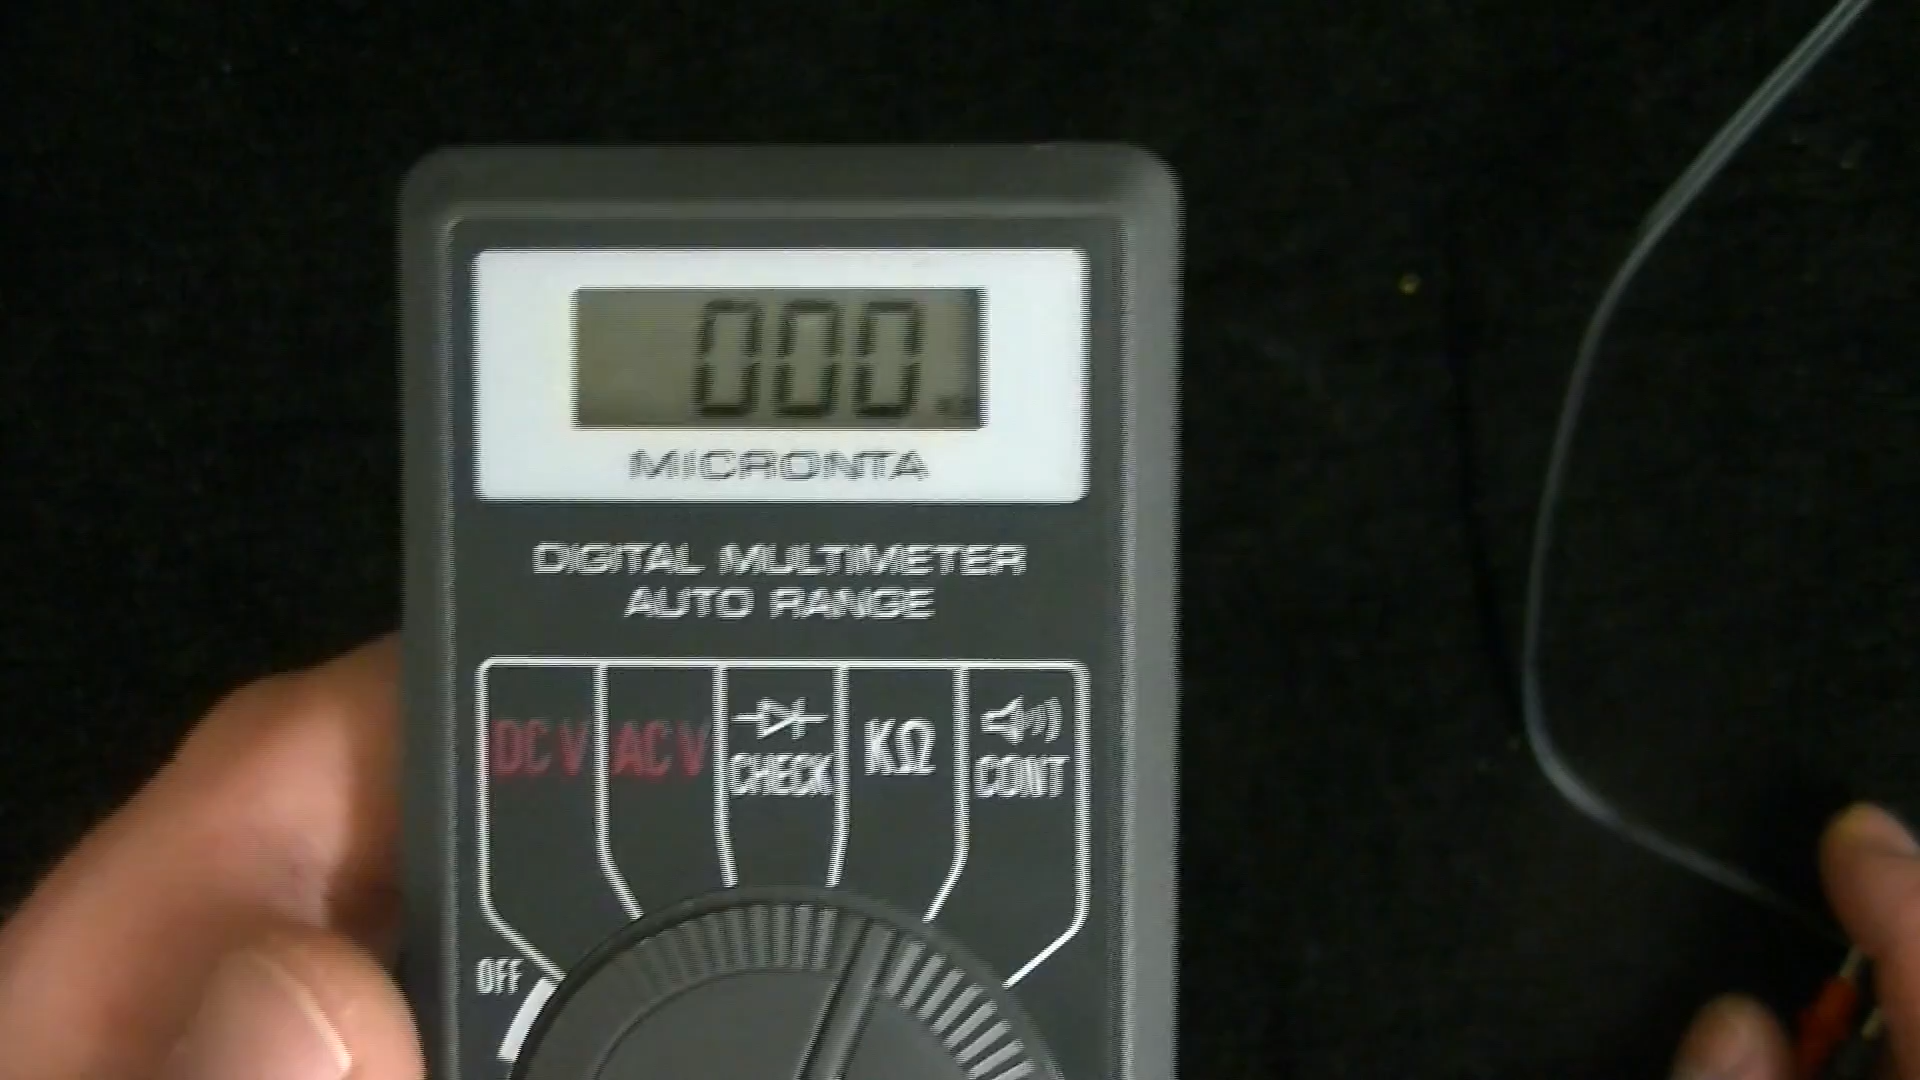 000
MICRONTA
DIGITAL MULTIMETER
AUTO RANGE
DC V
AC V
CHECK
KΩ
CONT
OFF